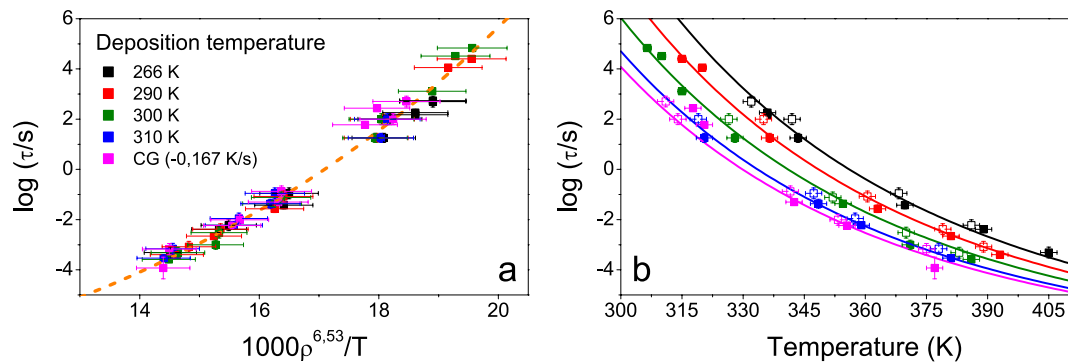 6
4
2
0
-2
-4
log (τ/s)
Deposition temperature
266 K
290 K
300 K
310 K
CG (-0,167 K/s)
a
14 16 18 20
1000ρ^6,53/T
6
4
2
0
-2
-4
log (τ/s)
b
300 315 330 345 360 375 390 405
Temperature (K)